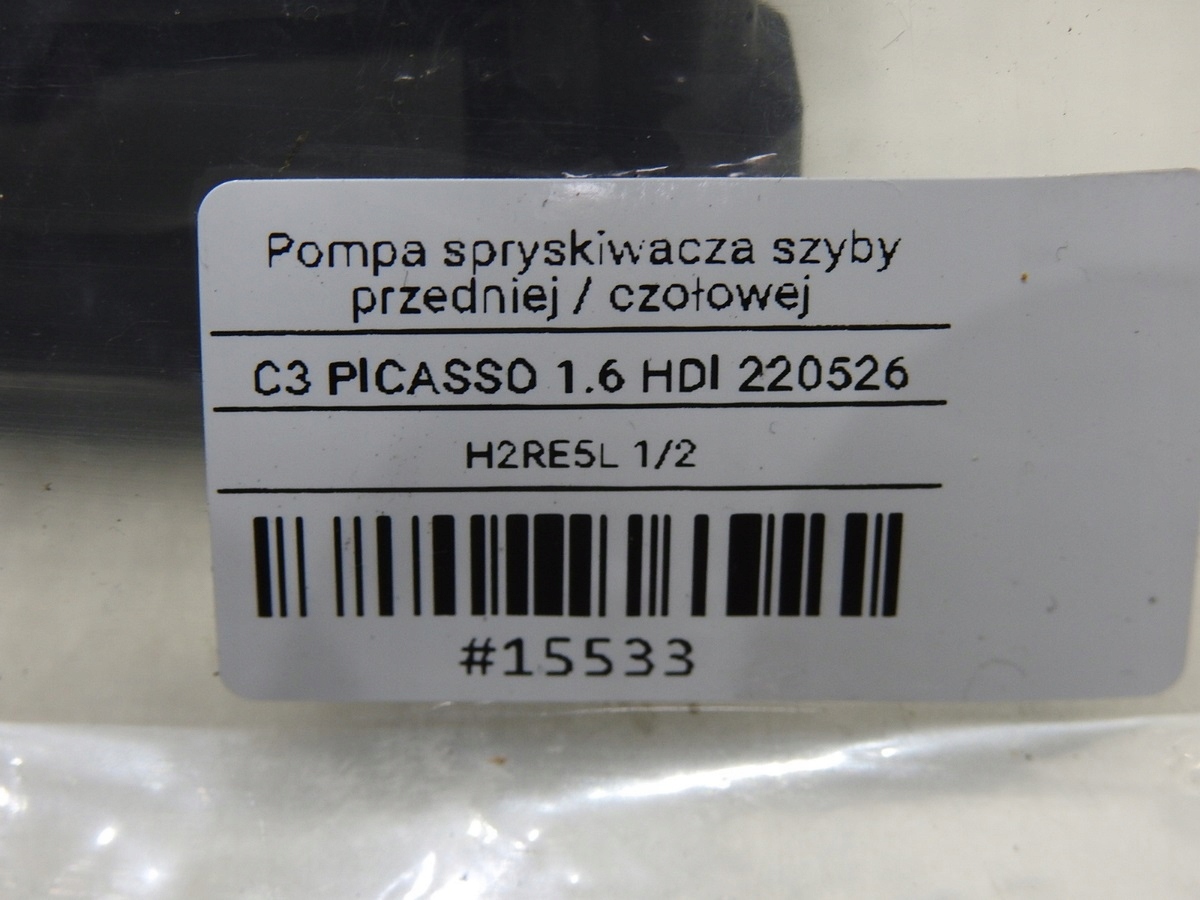 Pompa spryskiwacza szyby
przedniej / czołowej
C3 PICASSO 1.6 HDI 220526
H2RE5L 1/2
#15533